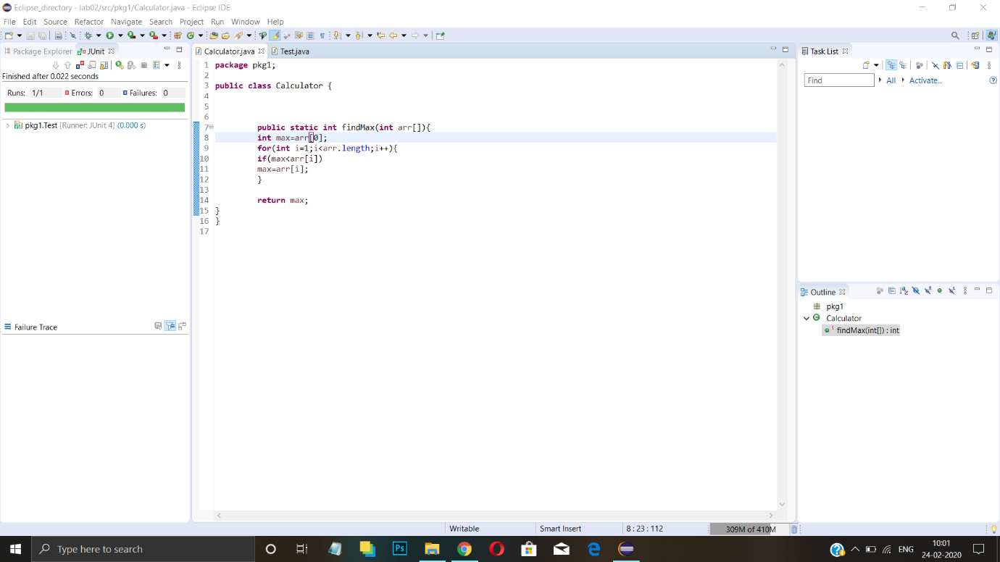 Eclipse_directory - lab02/src/pkg1/Calculator.java - Eclipse IDE
File Edit Source Refactor Navigate Search Project Run Window Help
Package Explorer JUnit
Finished after 0.022 seconds
Runs: 1/1 Errors: 0 Failures: 0
pkg1.Test [Runner: JUnit 4] (0.000 s)
Failure Trace
Calculator.java Test.java
1 package pkg1;
2
3 public class Calculator {
4
5
6
7 public static int findMax(int arr[]){
8 int max=arr[0];
9 for(int i=1;i<arr.length;i++){
10 if(max<arr[i])
11 max=arr[i];
12 }
13
14 return max;
15 }
16 }
17
Task List
Find All Activate...
Outline
pkg1
Calculator
S findMax(int[]) : int
Writable Smart Insert 8 : 23 : 112 309M of 410M
Type here to search
Ps
ENG
10:01
24-02-2020